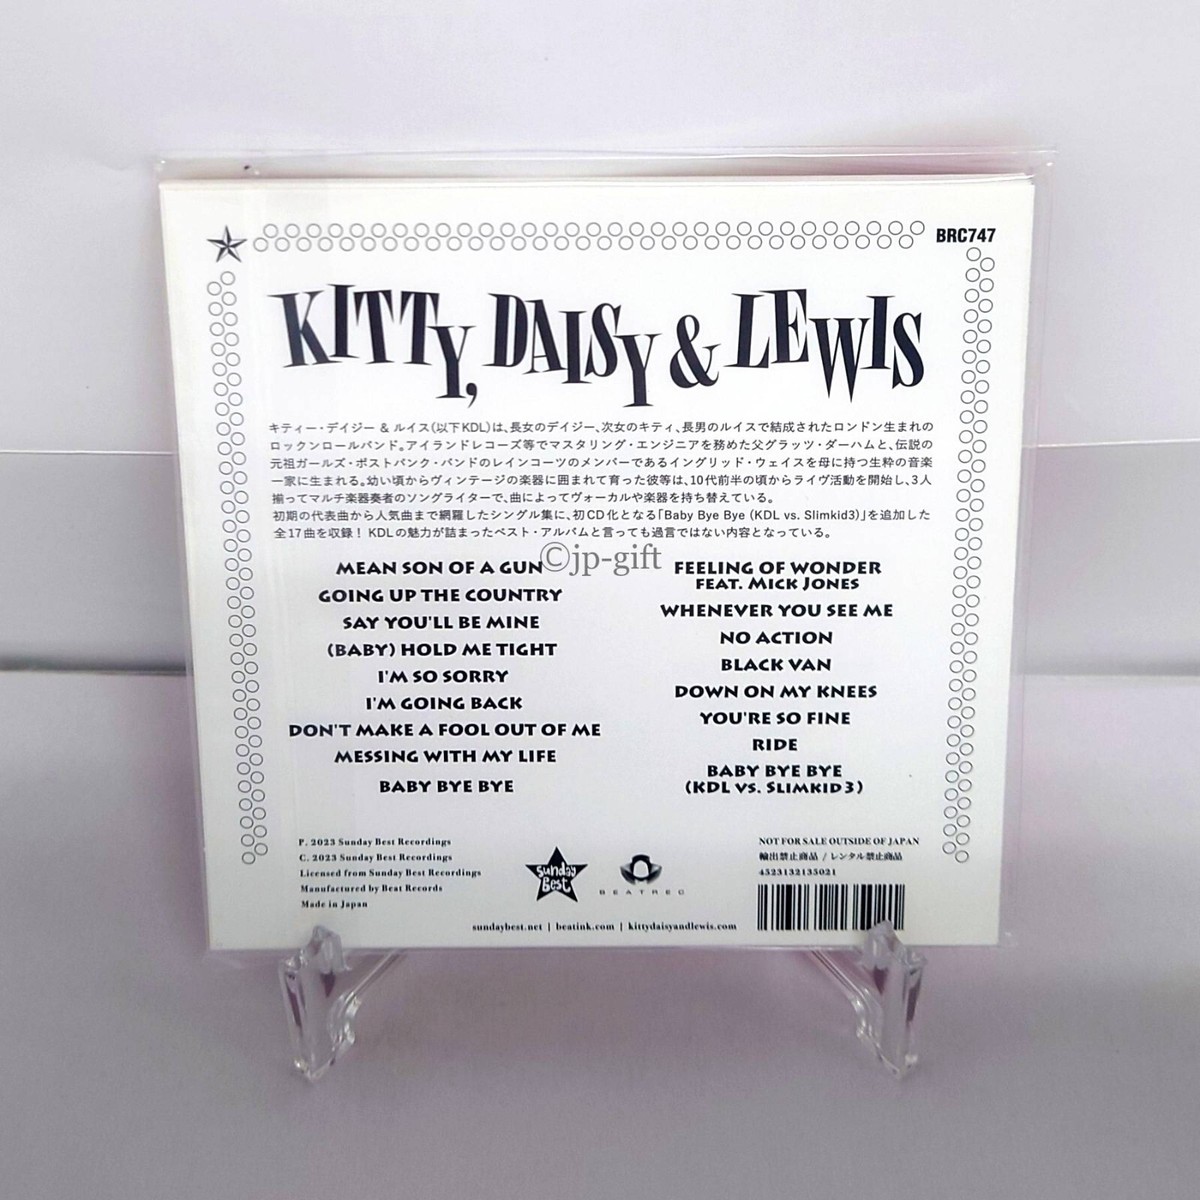 BRC747
KITTY, DAISY & LEWIS
キティー・デイジー & ルイス(以下KDL)は、長女のデイジー、次女のキティ、長男のルイスで結成されたロンドン生まれの
ロックンロールバンド。アイランドレコーズ等でマスタリング・エンジニアを務めた父グラッツ・ダーハムと、伝説の
元祖ガールズ・ポストパンク・バンドのレインコーツのメンバーであるイングリッド・ウェイスを母に持つ生粋の音楽
一家に生まれる。幼い頃からヴィンテージの楽器に囲まれて育った彼等は、10代前半の頃からライヴ活動を開始し、3人
揃ってマルチ楽器奏者のソングライターで、曲によってヴォーカルや楽器を持ち替えている。
初期の代表曲から人気曲まで網羅したシングル集に、初CD化となる「Baby Bye Bye (KDL vs. Slimkid3)」を追加した
全17曲を収録! KDLの魅力が詰まったベスト・アルバムと言っても過言ではない内容となっている。
©jp-gift
MEAN SON OF A GUN
GOING UP THE COUNTRY
SAY YOU'LL BE MINE
(BABY) HOLD ME TIGHT
I'M SO SORRY
I'M GOING BACK
DON'T MAKE A FOOL OUT OF ME
MESSING WITH MY LIFE
BABY BYE BYE
FEELING OF WONDER
FEAT. MICK JONES
WHENEVER YOU SEE ME
NO ACTION
BLACK VAN
DOWN ON MY KNEES
YOU'RE SO FINE
RIDE
BABY BYE BYE
(KDL VS. SLIMKID3)
P. 2023 Sunday Best Recordings
C. 2023 Sunday Best Recordings
Licensed from Sunday Best Recordings
Manufactured by Beat Records
Made in Japan
sunday
Best
BEATREC
sundaybest.net | beatink.com | kittydaisyandlewis.com
NOT FOR SALE OUTSIDE OF JAPAN
輸出禁止商品 / レンタル禁止商品
4523132135021